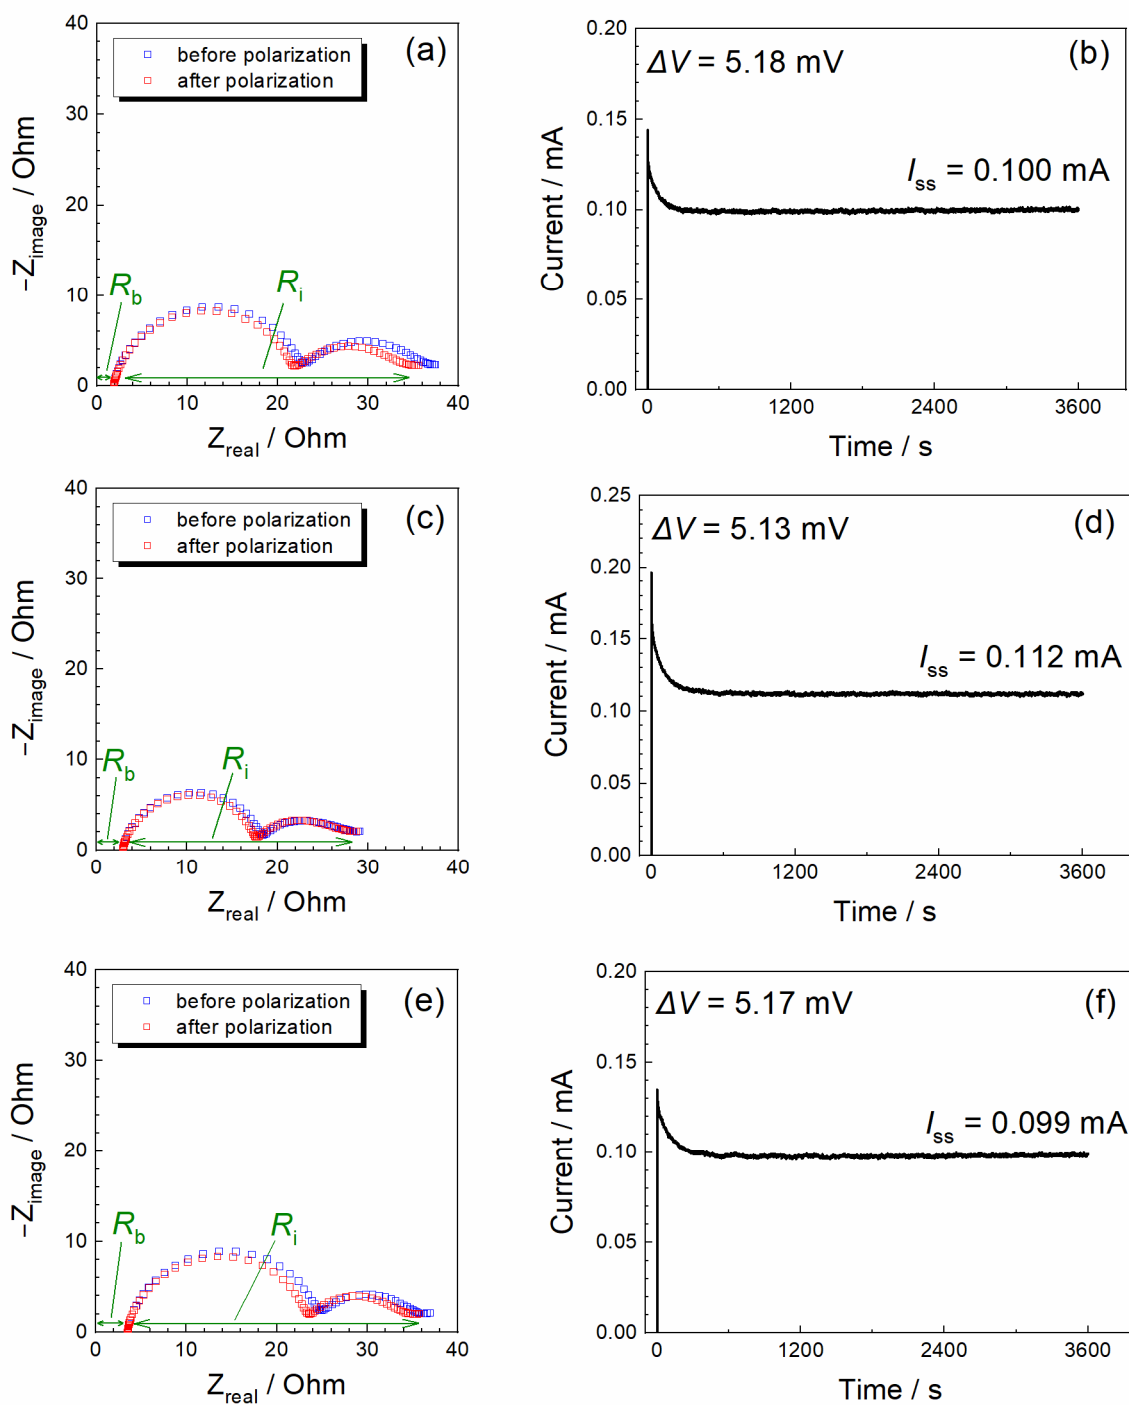 (a)
before polarization
after polarization
40
30
20
10
0
−Z_image / Ohm
R_b
R_i
0 10 20 30 40
Z_real / Ohm
(b)
ΔV = 5.18 mV
I_ss = 0.100 mA
0.20
0.15
0.10
0.05
0.00
Current / mA
0 1200 2400 3600
Time / s
(c)
before polarization
after polarization
40
30
20
10
0
−Z_image / Ohm
R_b
R_i
0 10 20 30 40
Z_real / Ohm
(d)
ΔV = 5.13 mV
I_ss = 0.112 mA
0.25
0.20
0.15
0.10
0.05
0.00
Current / mA
0 1200 2400 3600
Time / s
(e)
before polarization
after polarization
40
30
20
10
0
−Z_image / Ohm
R_b
R_i
0 10 20 30 40
Z_real / Ohm
(f)
ΔV = 5.17 mV
I_ss = 0.099 mA
0.20
0.15
0.10
0.05
0.00
Current / mA
0 1200 2400 3600
Time / s